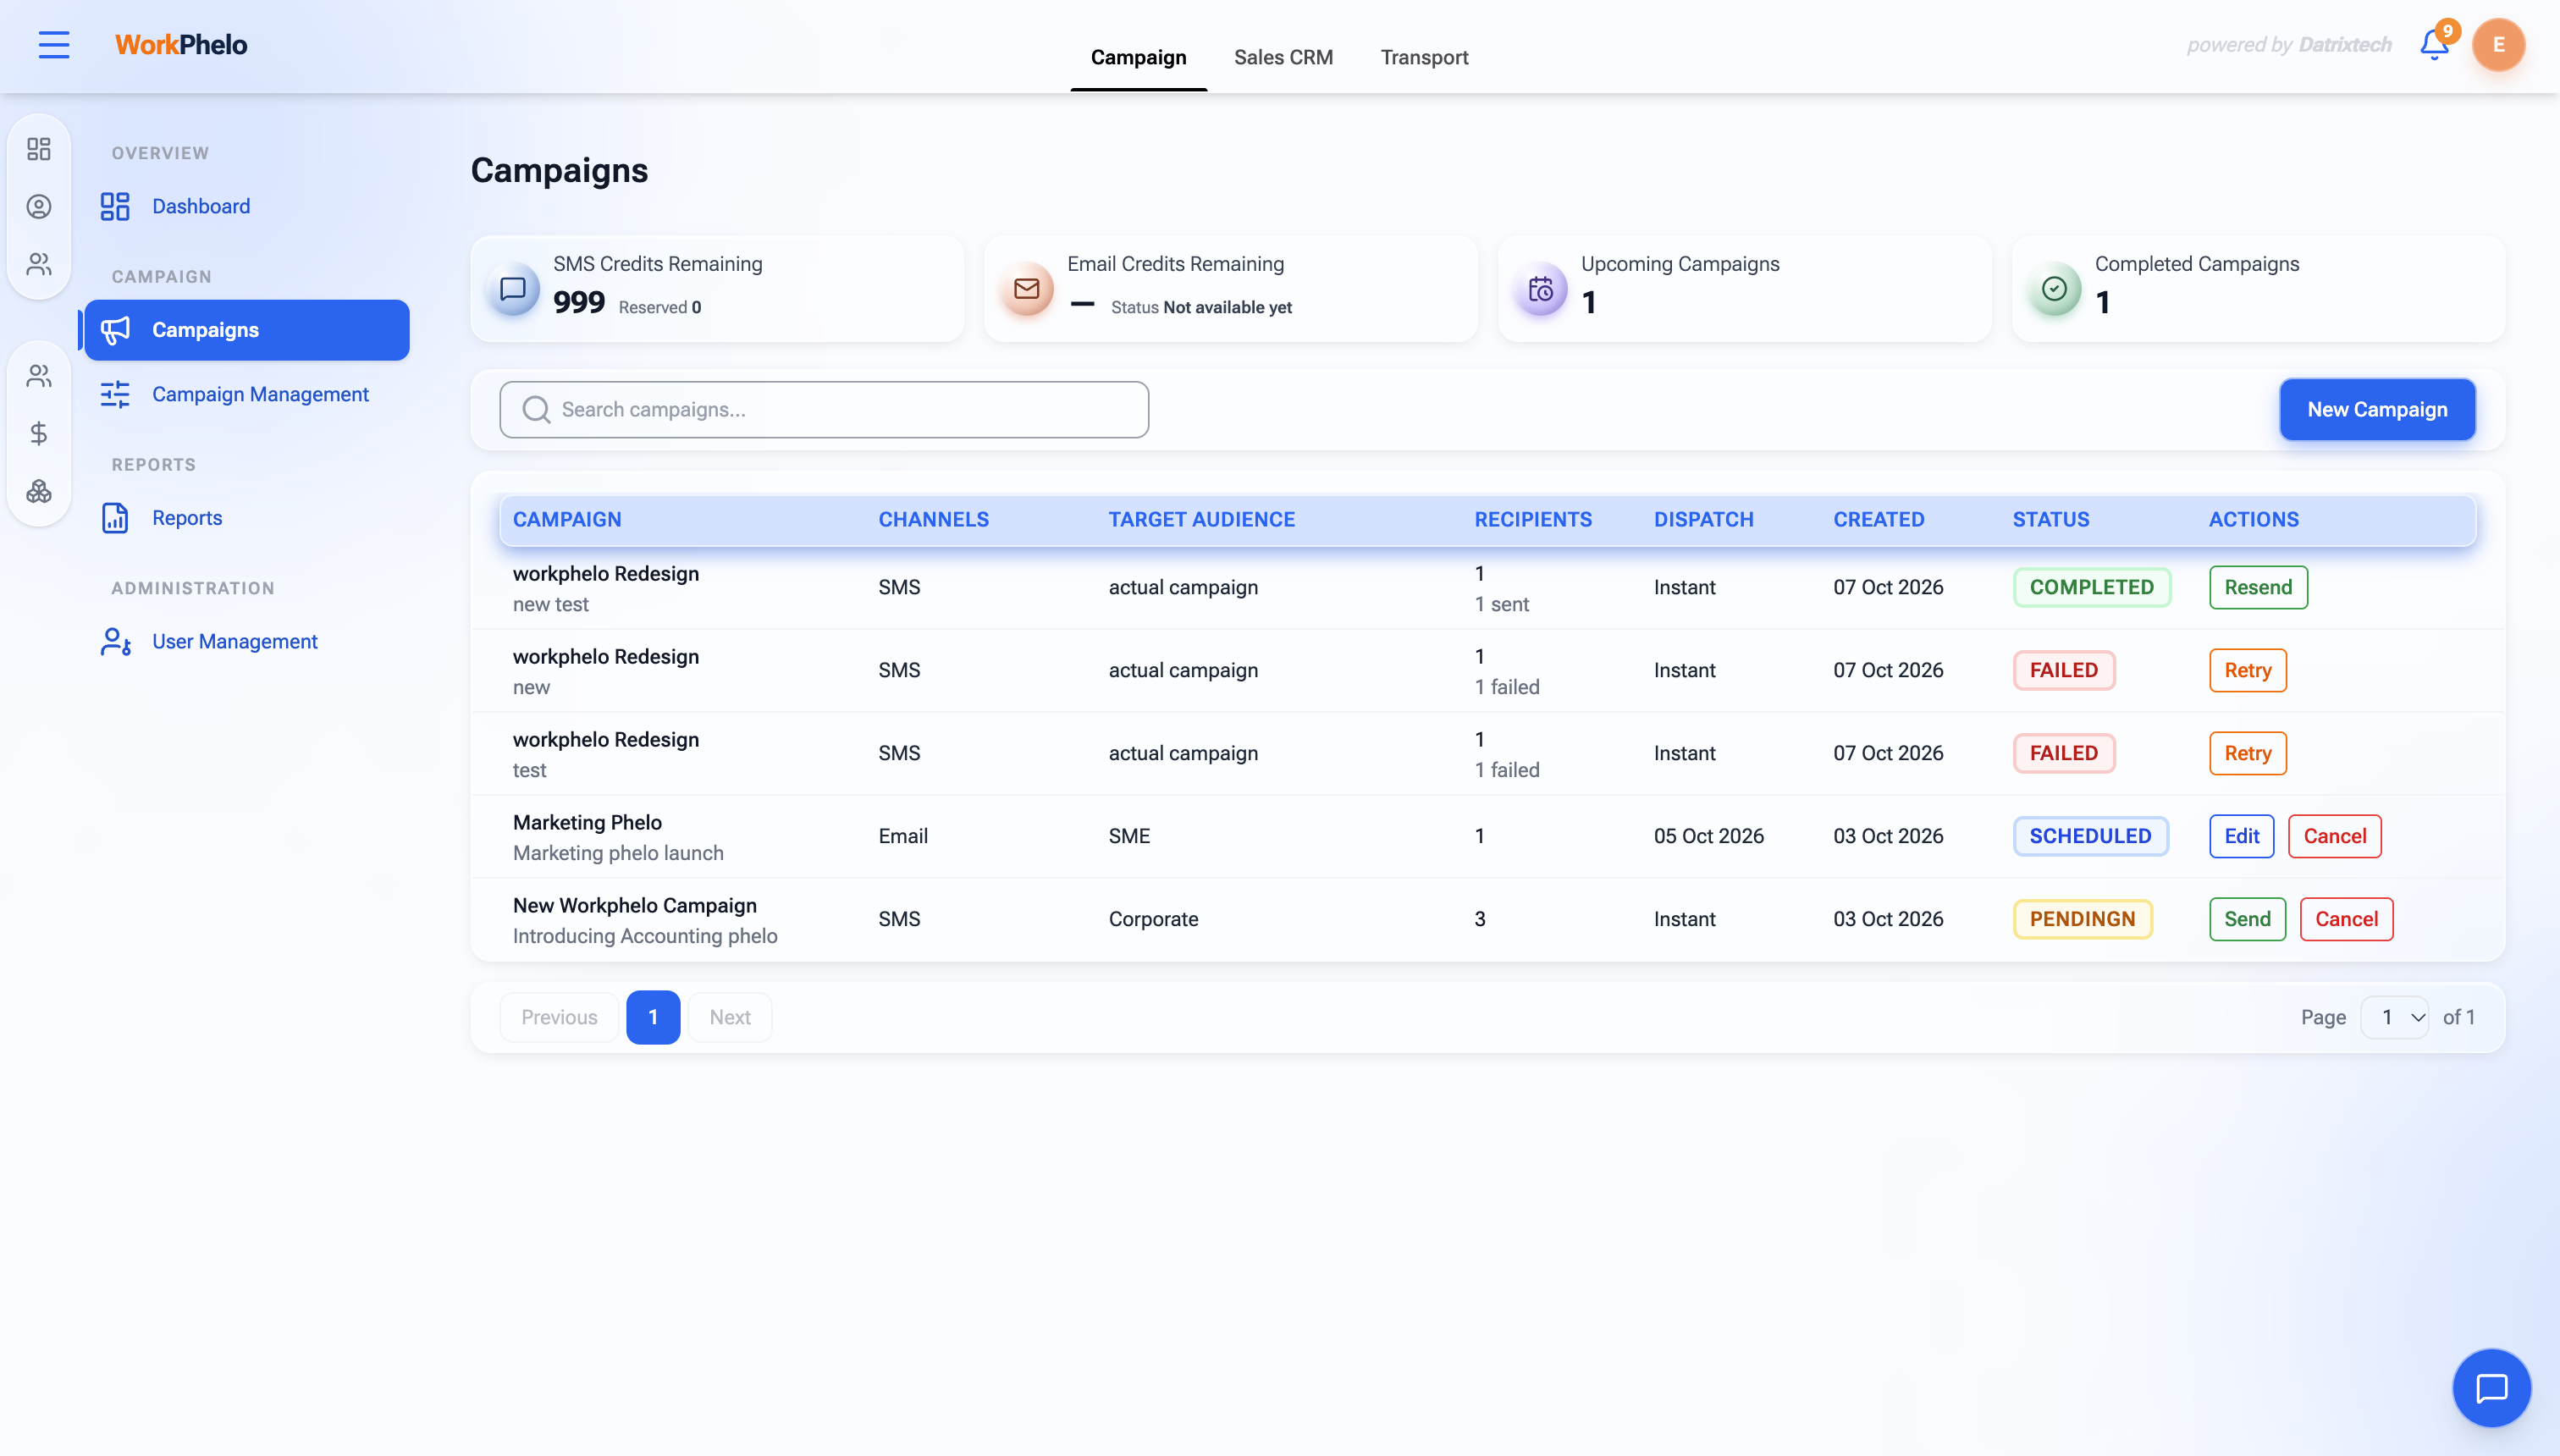 WorkPhelo
Campaign
Sales CRM
Transport
powered by Datrixtech
9
E
OVERVIEW
Dashboard
CAMPAIGN
Campaigns
Campaign Management
REPORTS
Reports
ADMINISTRATION
User Management
Campaigns
SMS Credits Remaining
999 Reserved 0
Email Credits Remaining
— Status Not available yet
Upcoming Campaigns
1
Completed Campaigns
1
Search campaigns...
New Campaign
CAMPAIGN CHANNELS TARGET AUDIENCE RECIPIENTS DISPATCH CREATED STATUS ACTIONS
workphelo Redesign
new test
SMS
actual campaign
1
1 sent
Instant
07 Oct 2026
COMPLETED
Resend
workphelo Redesign
new
SMS
actual campaign
1
1 failed
Instant
07 Oct 2026
FAILED
Retry
workphelo Redesign
test
SMS
actual campaign
1
1 failed
Instant
07 Oct 2026
FAILED
Retry
Marketing Phelo
Marketing phelo launch
Email
SME
1
05 Oct 2026
03 Oct 2026
SCHEDULED
Edit
Cancel
New Workphelo Campaign
Introducing Accounting phelo
SMS
Corporate
3
Instant
03 Oct 2026
PENDINGN
Send
Cancel
Previous
1
Next
Page 1 of 1